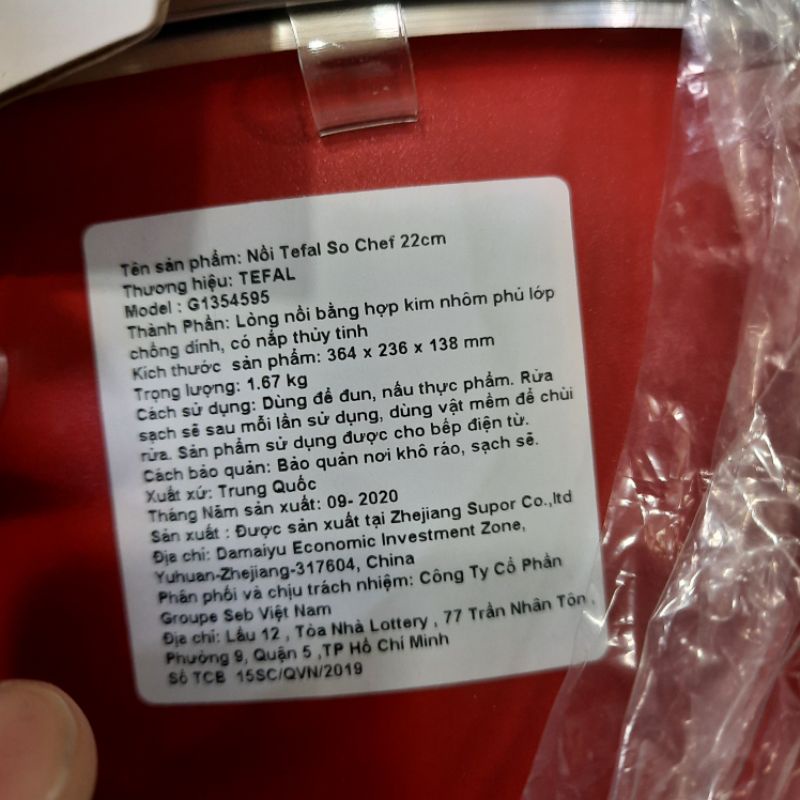 Tên sản phẩm: Nồi Tefal So Chef 22cm
Thương hiệu: TEFAL
Model : G1354595
Thành Phần: Lòng nồi bằng hợp kim nhôm phủ lớp
chống dính, có nắp thủy tinh
Kích thước sản phẩm: 364 x 236 x 138 mm
Trọng lượng: 1.67 kg
Cách sử dụng: Dùng để đun, nấu thực phẩm. Rửa
sạch sẽ sau mỗi lần sử dụng, dùng vật mềm để chùi
rửa. Sản phẩm sử dụng được cho bếp điện từ.
Cách bảo quản: Bảo quản nơi khô ráo, sạch sẽ.
Xuất xứ: Trung Quốc
Tháng Năm sản xuất: 09- 2020
Sản xuất : Được sản xuất tại Zhejiang Supor Co.,ltd
Địa chỉ: Damaiyu Economic Investment Zone,
Yuhuan-Zhejiang-317604, China
Phân phối và chịu trách nhiệm: Công Ty Cổ Phần
Groupe Seb Việt Nam
Địa chỉ: Lầu 12 , Tòa Nhà Lottery , 77 Trần Nhân Tôn ,
Phường 9, Quận 5 ,TP Hồ Chí Minh
Số TCB 15SC/QVN/2019